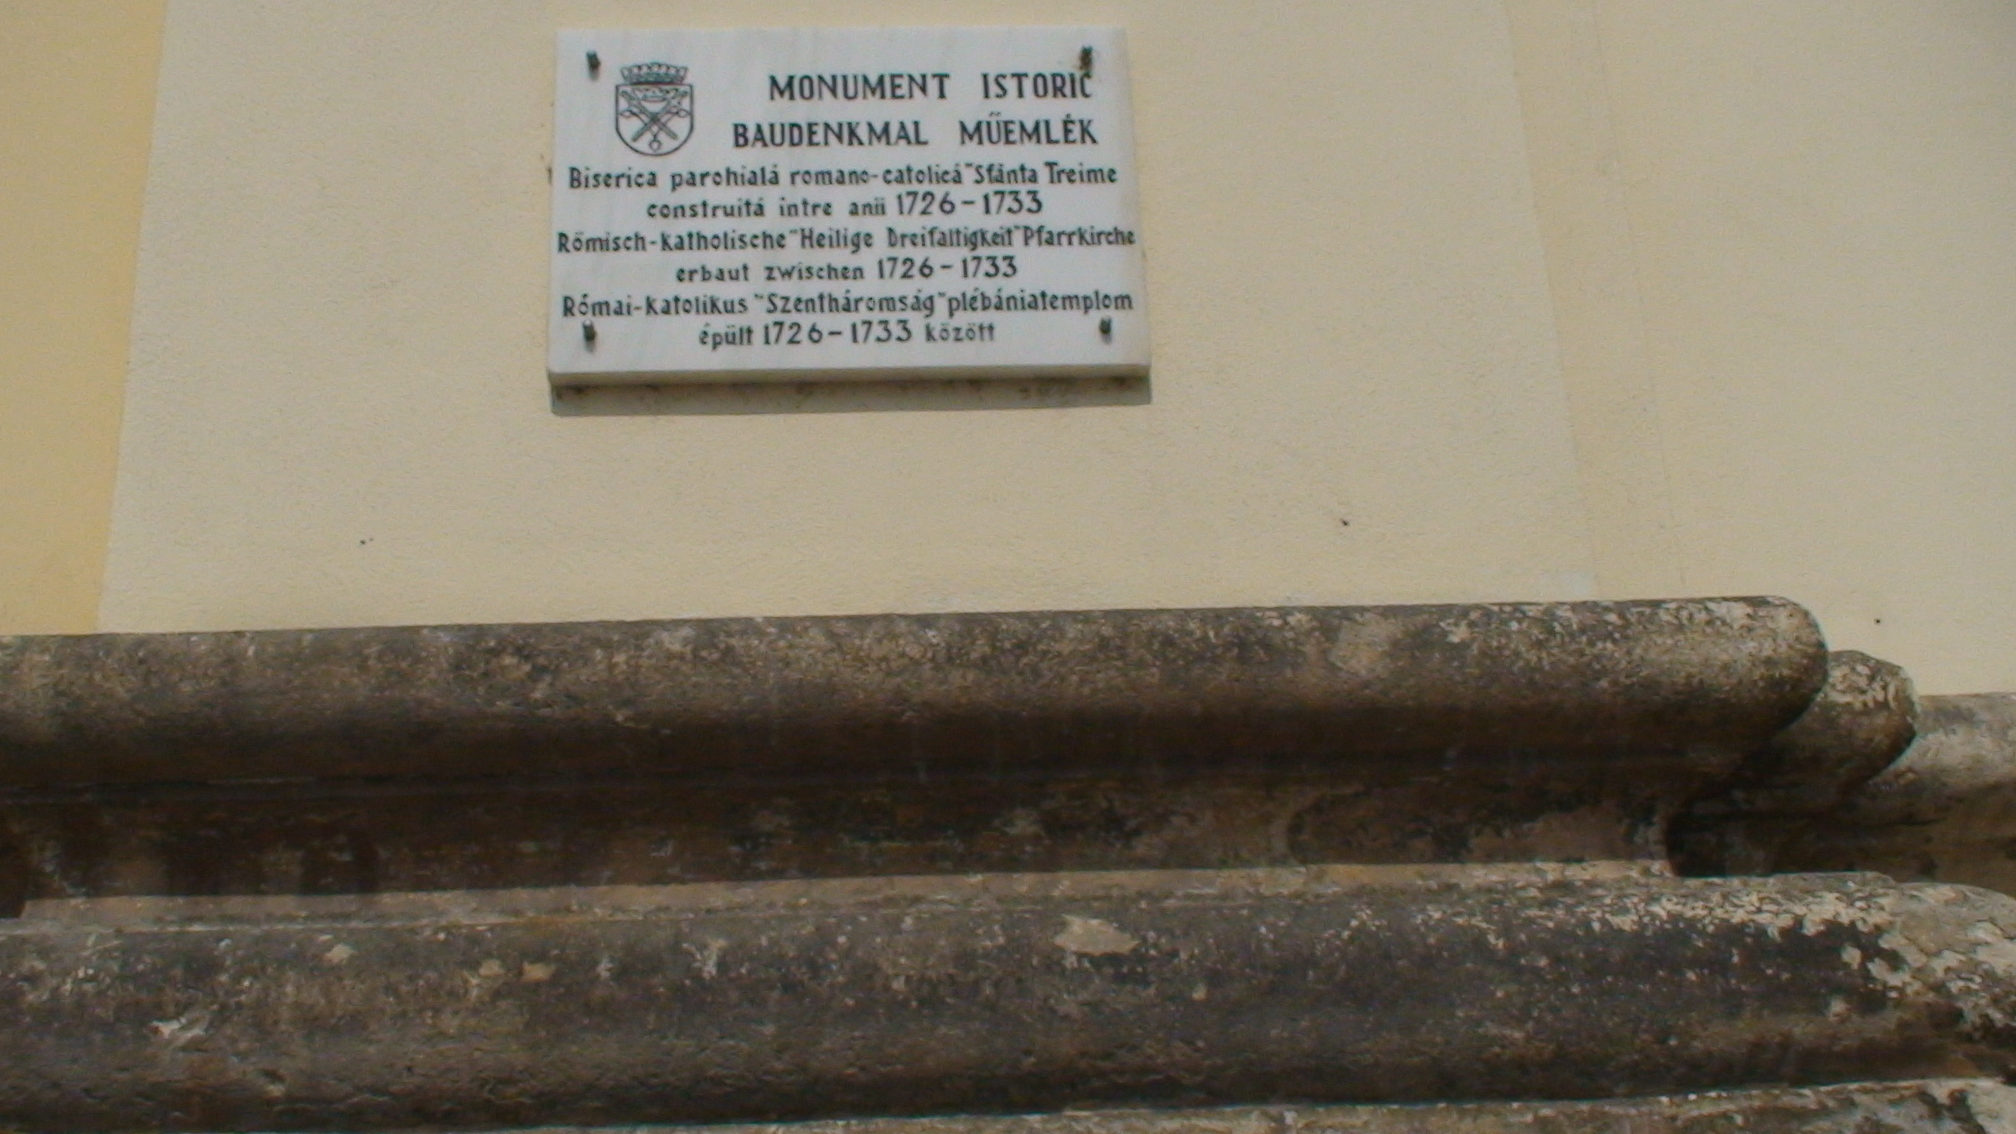 MONUMENT ISTORIC
BAUDENKMAL MŰEMLÉK
Biserica parohială romano-catolică "Sfânta Treime
construită între anii 1726-1733
Römisch-katholische "Heilige Dreifaltigkeit" Pfarrkirche
erbaut zwischen 1726-1733
Római-katolikus "Szentháromság" plébániatemplom
épült 1726-1733 között